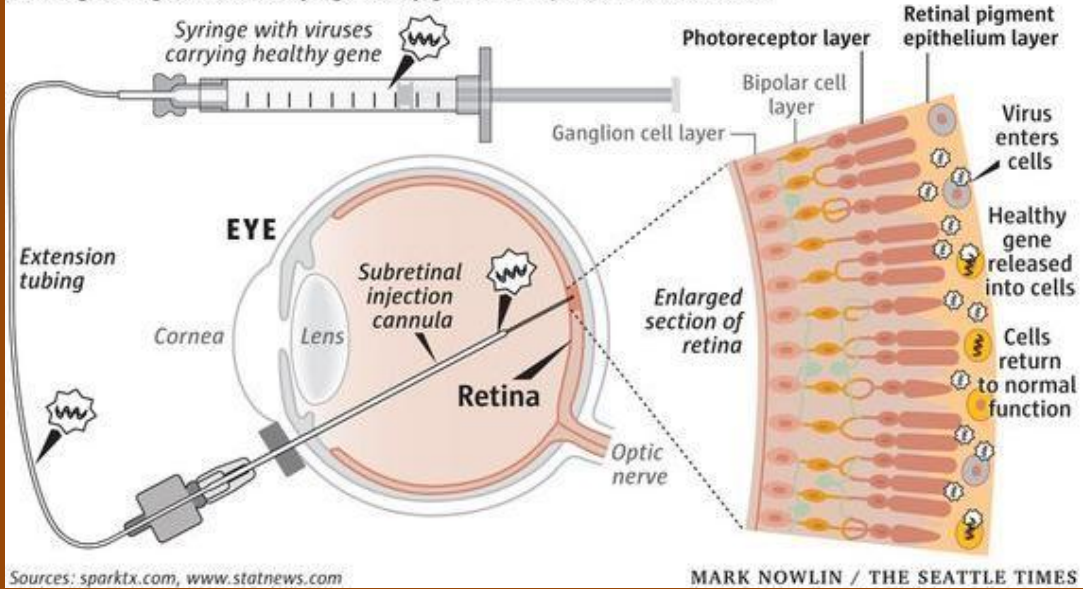 Syringe with viruses
carrying healthy gene
Photoreceptor layer
Retinal pigment
epithelium layer
Bipolar cell
layer
Ganglion cell layer
Virus
enters
cells
EYE
Extension
tubing
Subretinal
injection
cannula
Healthy
gene
released
into cells
Enlarged
section of
retina
Cornea
Lens
Cells
return
to normal
function
Retina
Optic
nerve
Sources: sparktx.com, www.statnews.com
MARK NOWLIN / THE SEATTLE TIMES